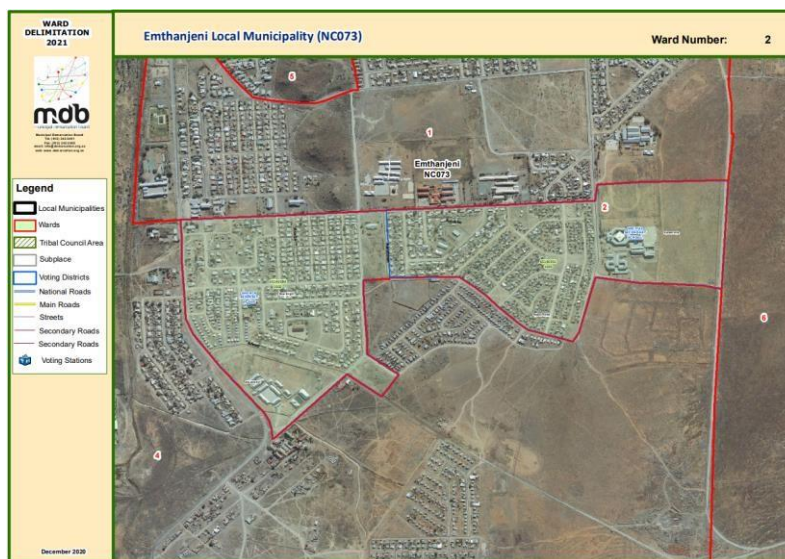 WARD
DELIMITATION
2021
mdb
Emthanjeni Local Municipality (NC073)
Ward Number: 2
Legend
Local Municipalities
Wards
Tribal Council Area
Subplace
Voting Districts
National Roads
Main Roads
Streets
Secondary Roads
Secondary Roads
Voting Stations
December 2020
5
1
Emthanjeni
NC073
2
6
4